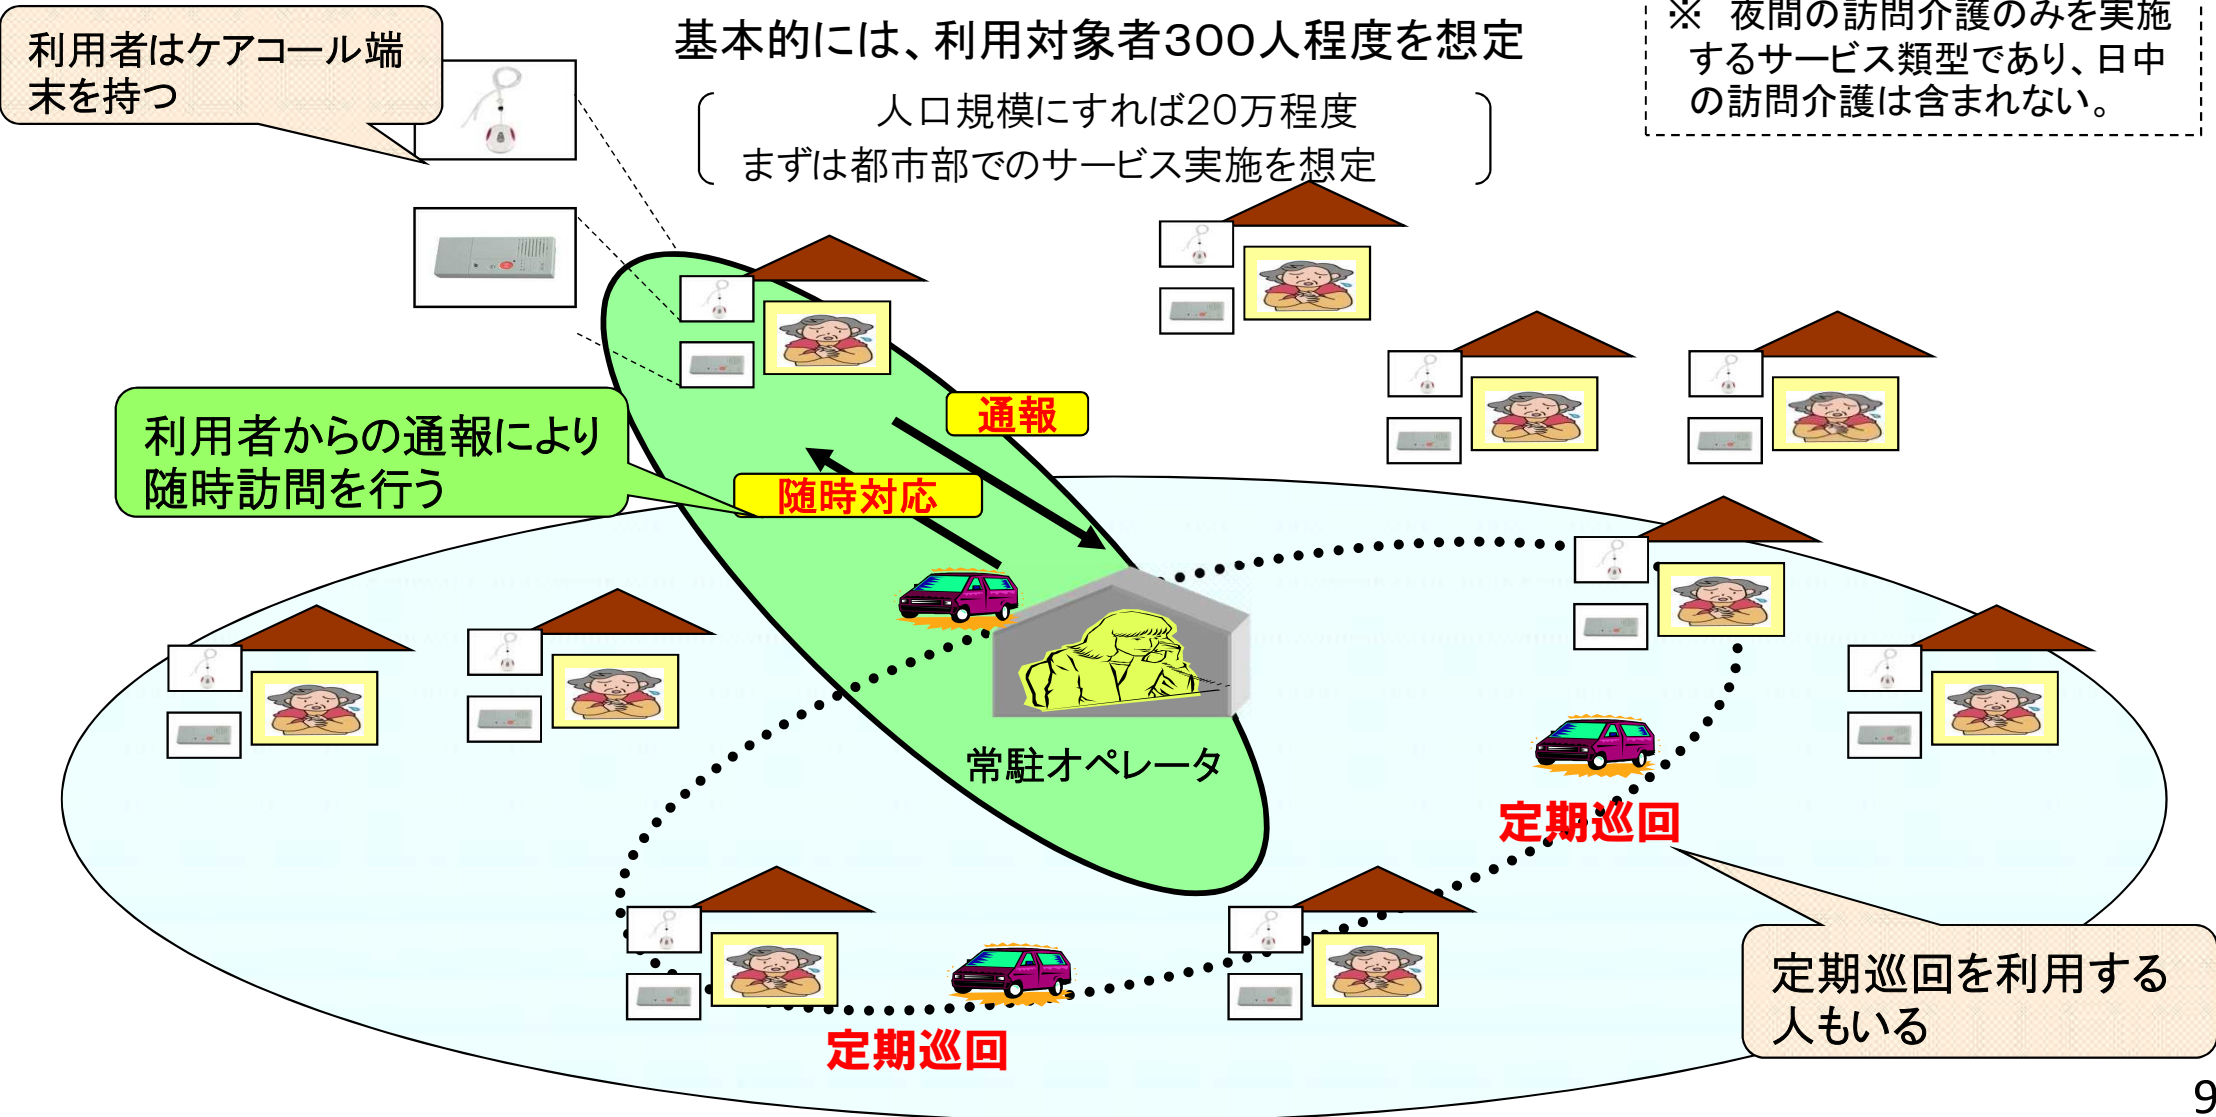 利用者はケアコール端
末を持つ
基本的には、利用対象者300人程度を想定
人口規模にすれば20万程度
まずは都市部でのサービス実施を想定
※ 夜間の訪問介護のみを実施
するサービス類型であり、日中
の訪問介護は含まれない。
利用者からの通報により
随時訪問を行う
通報
随時対応
常駐オペレータ
定期巡回
定期巡回
定期巡回を利用する
人もいる
9